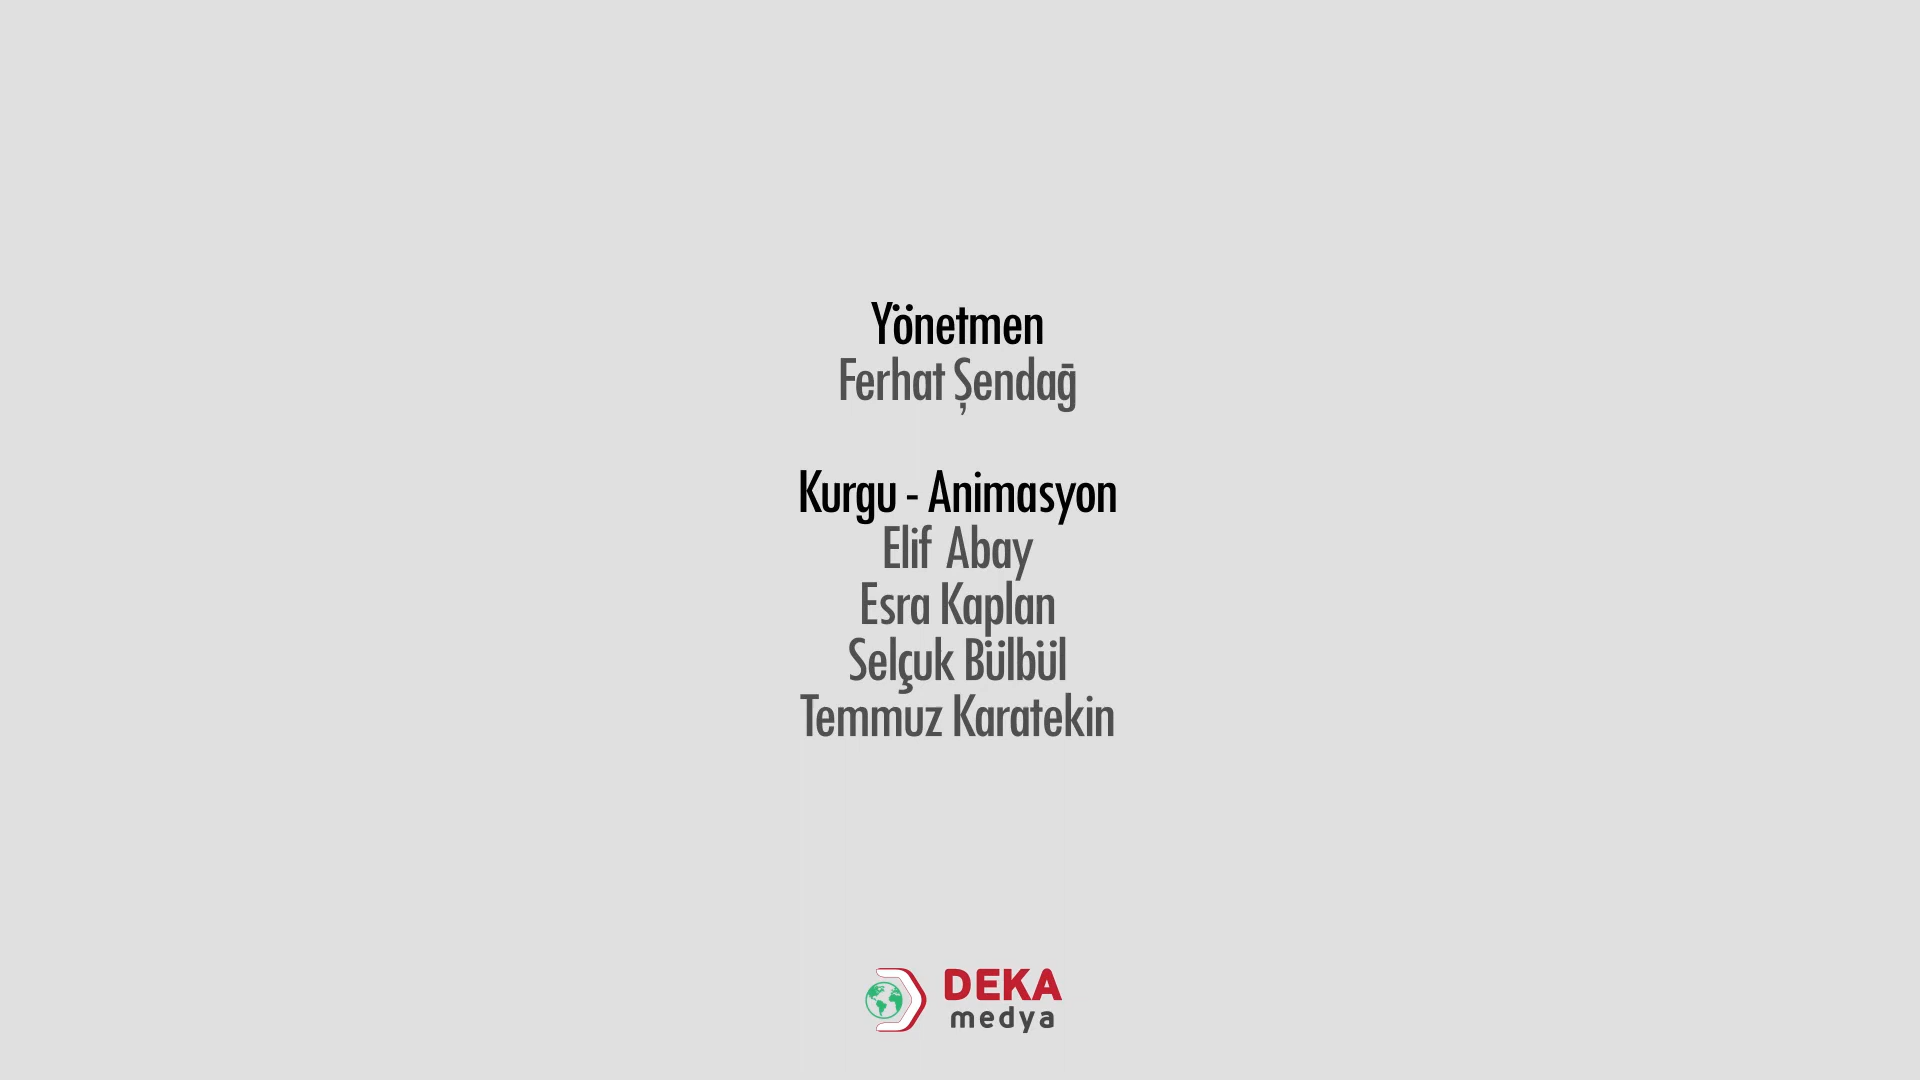 Yönetmen
Ferhat Şendağ
Kurgu - Animasyon
Elif Abay
Esra Kaplan
Selçuk Bülbül
Temmuz Karatekin
DEKA
medya